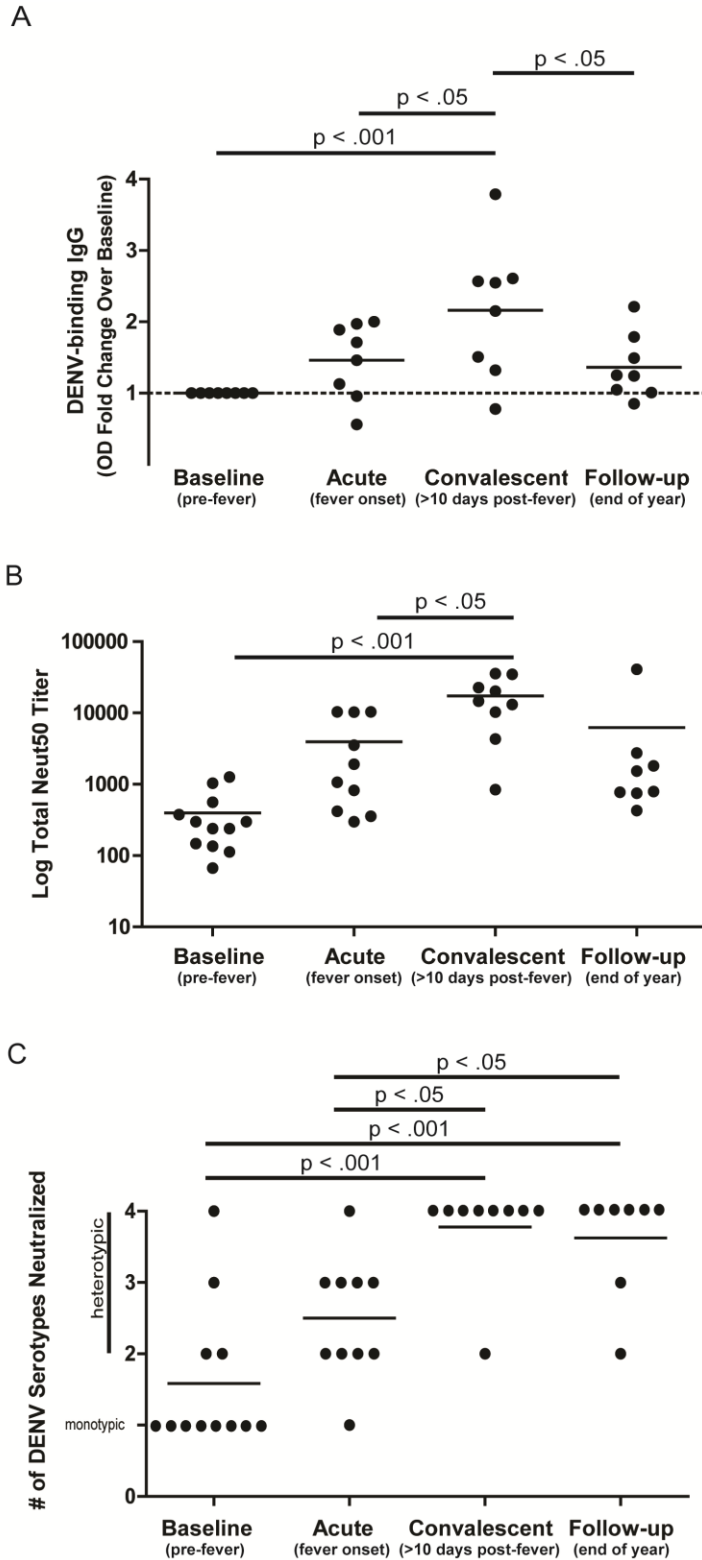 A
p < .05
p < .05
p < .001
DENV-binding IgG
(OD Fold Change Over Baseline)
4
3
2
1
Baseline Acute Convalescent Follow-up
(pre-fever) (fever onset) (>10 days post-fever) (end of year)
B
p < .05
p < .001
Log Total Neut50 Titer
100000
10000
1000
100
10
Baseline Acute Convalescent Follow-up
(pre-fever) (fever onset) (>10 days post-fever) (end of year)
C
p < .05
p < .05
p < .001
p < .001
# of DENV Serotypes Neutralized
heterotypic
monotypic
4
3
2
0
Baseline Acute Convalescent Follow-up
(pre-fever) (fever onset) (>10 days post-fever) (end of year)